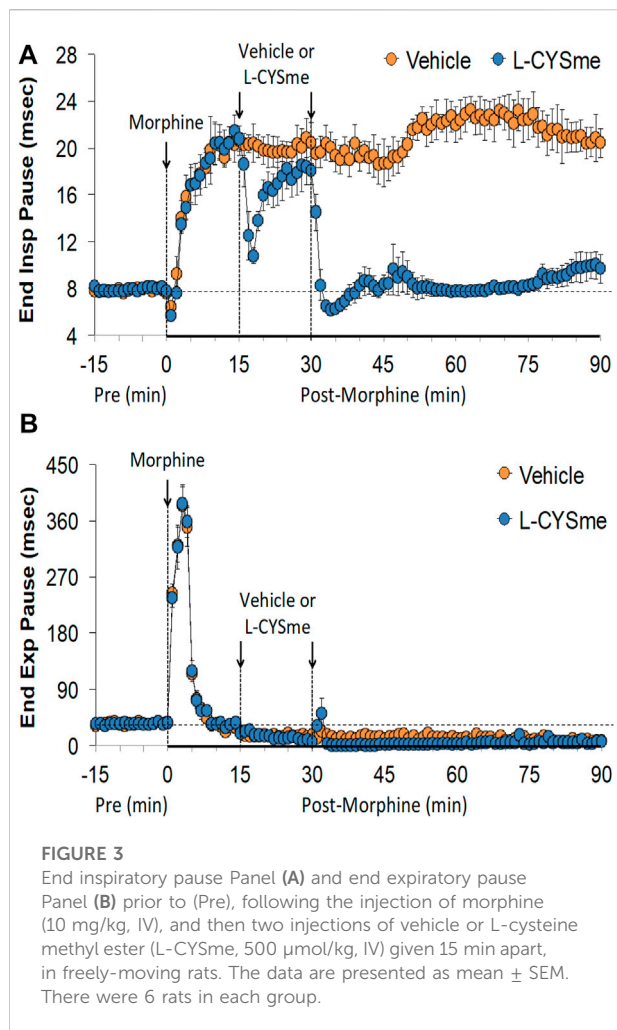 A
Vehicle or
L-CYSme
Vehicle
L-CYSme
Morphine
End Insp Pause (msec)
28
24
20
16
12
8
4
-15 0 15 30 45 60 75 90
Pre (min) Post-Morphine (min)
B
Morphine
Vehicle
L-CYSme
Vehicle or
L-CYSme
End Exp Pause (msec)
450
360
270
180
90
0
-15 0 15 30 45 60 75 90
Pre (min) Post-Morphine (min)
FIGURE 3
End inspiratory pause Panel (A) and end expiratory pause
Panel (B) prior to (Pre), following the injection of morphine
(10 mg/kg, IV), and then two injections of vehicle or L-cysteine
methyl ester (L-CYSme, 500 μmol/kg, IV) given 15 min apart,
in freely-moving rats. The data are presented as mean ± SEM.
There were 6 rats in each group.